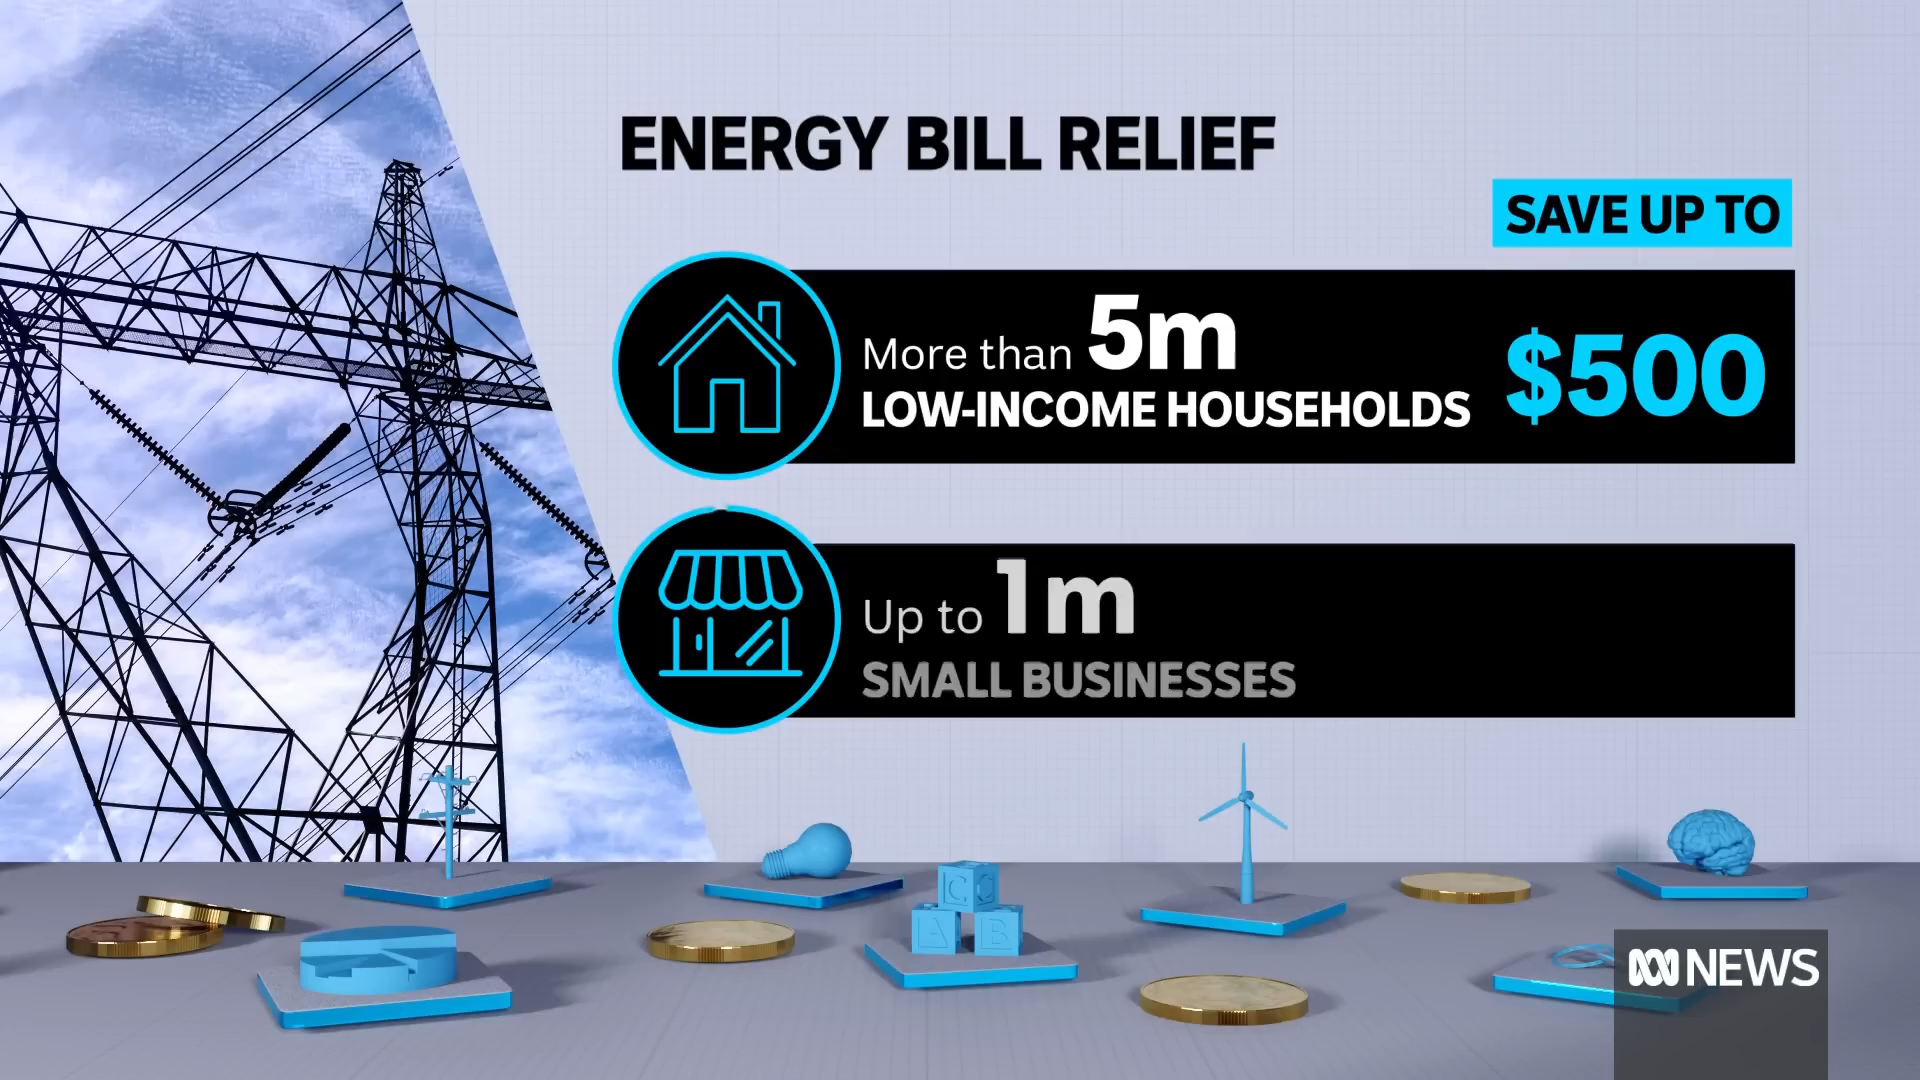 ENERGY BILL RELIEF
SAVE UP TO
More than 5m
LOW-INCOME HOUSEHOLDS
$500
Up to 1m
SMALL BUSINESSES
C
A B
NEWS